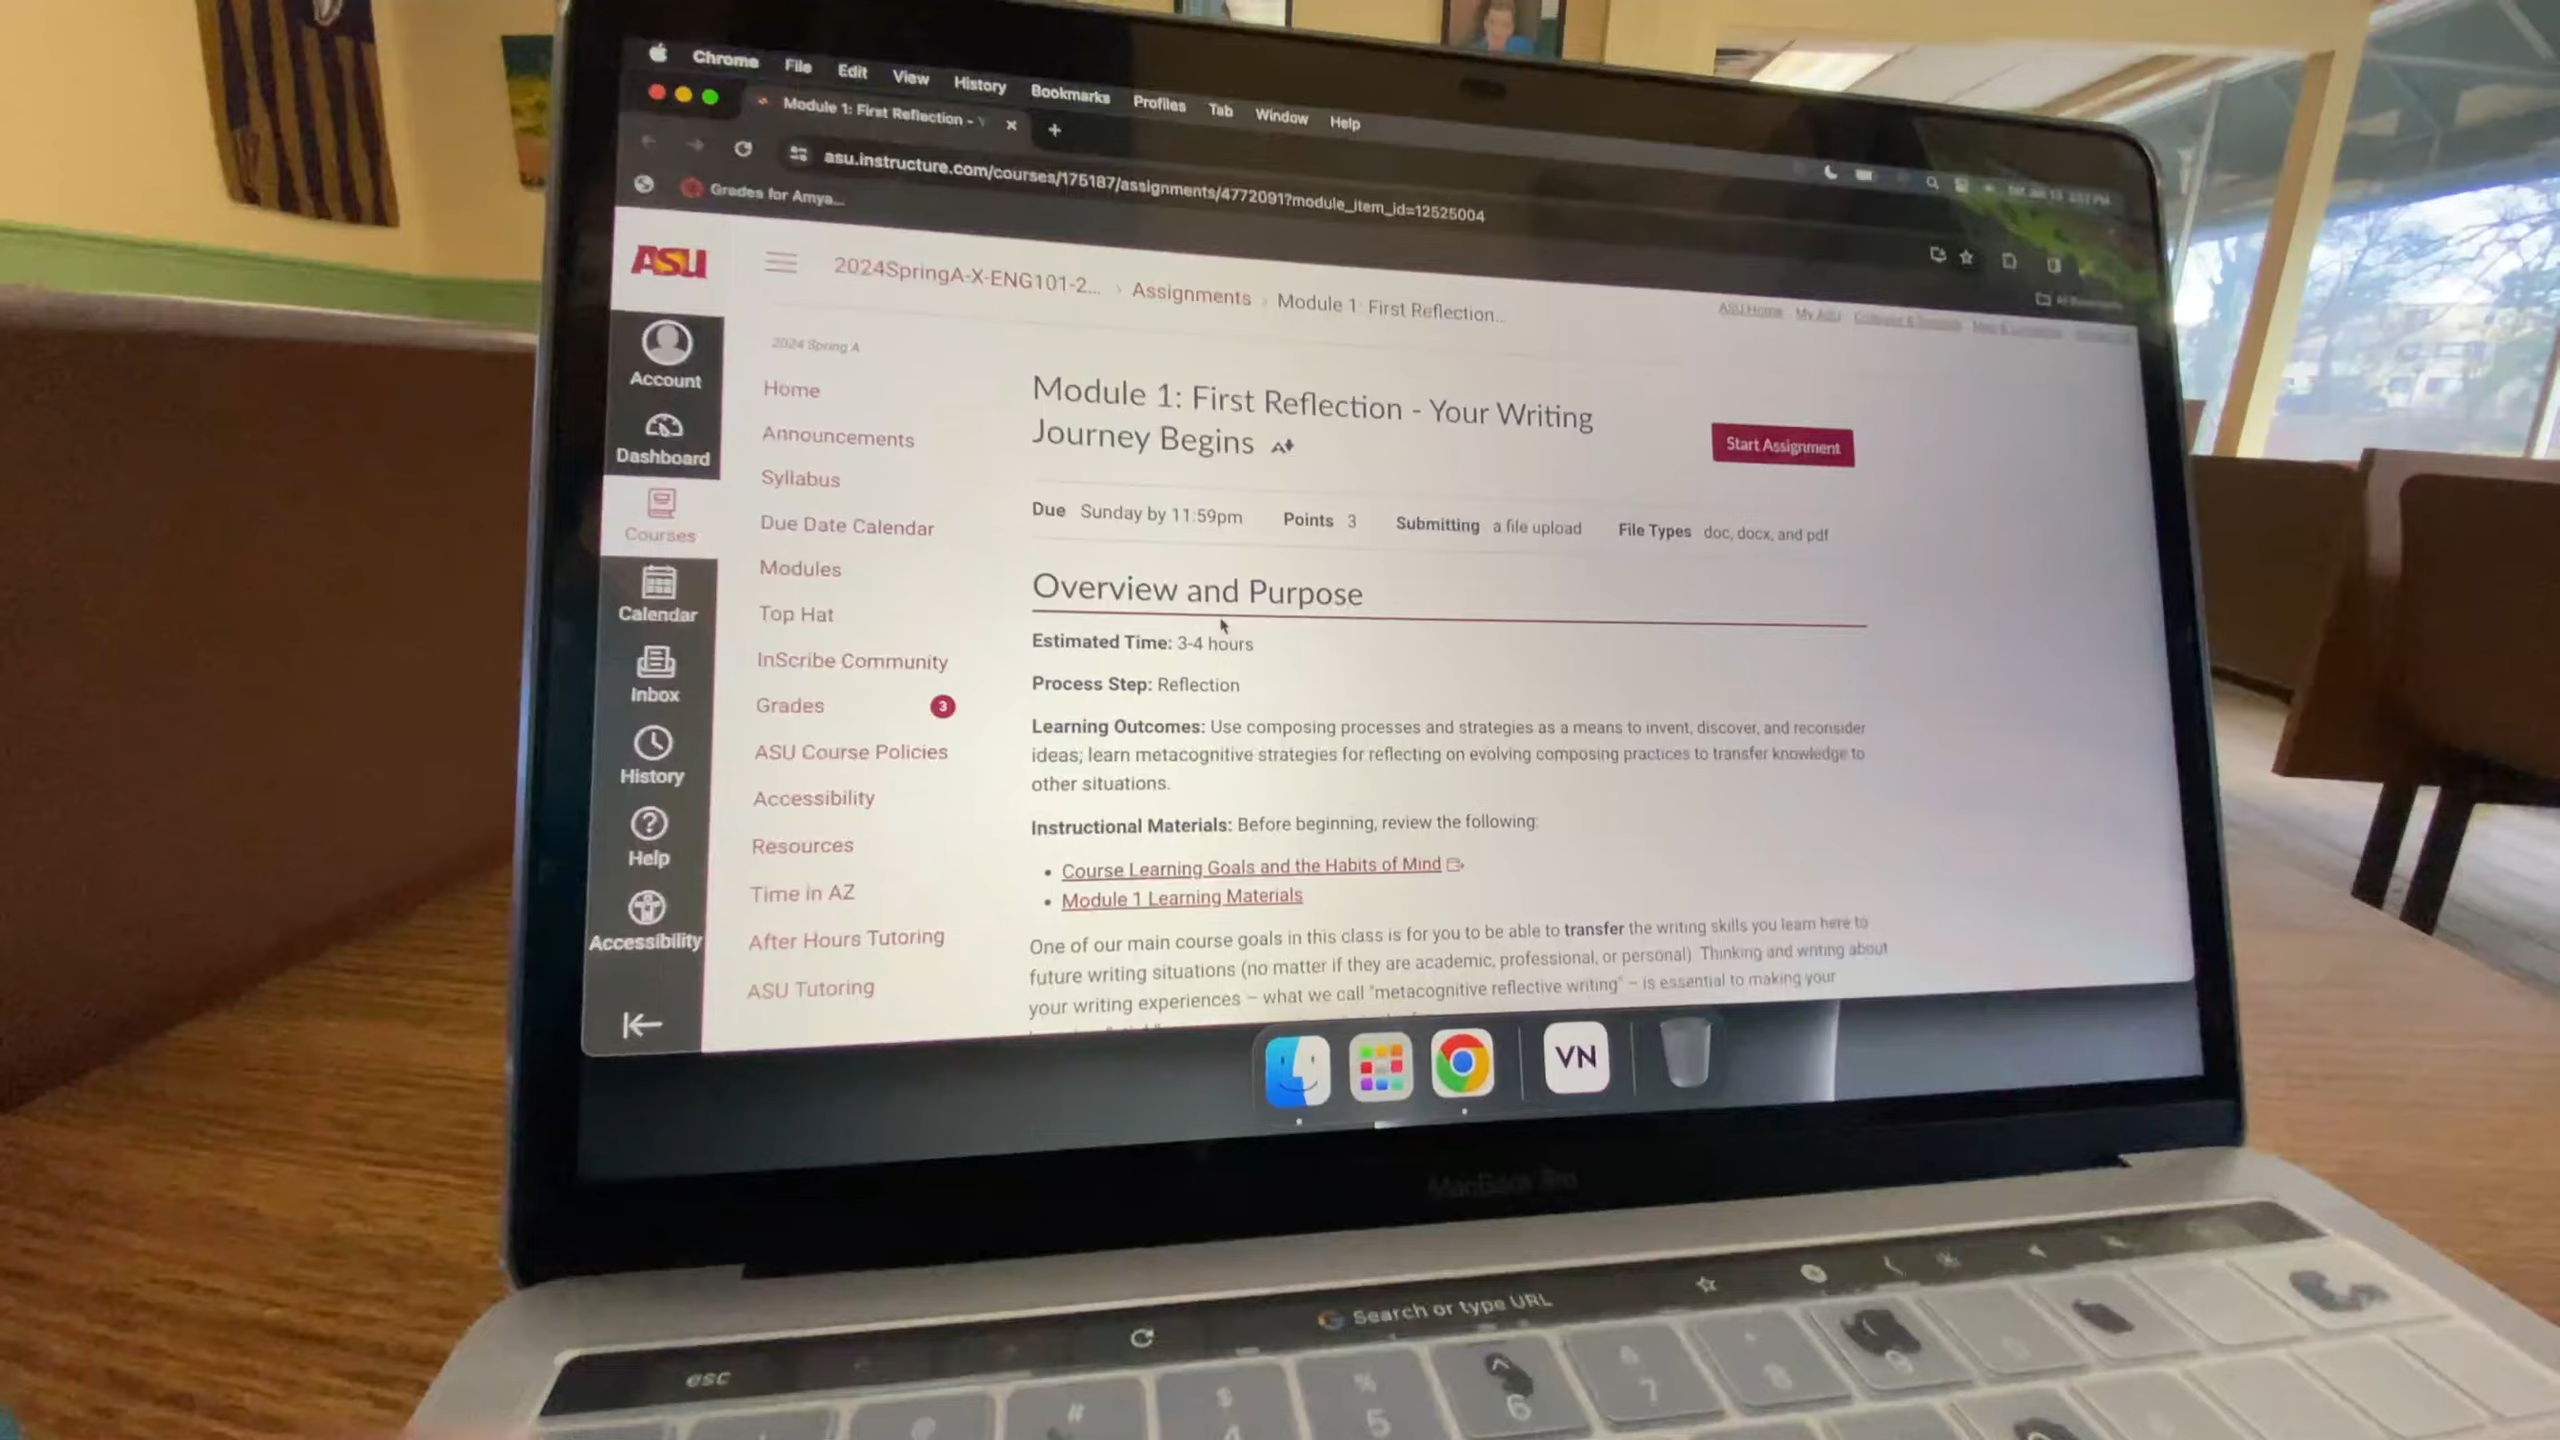 Chrome File Edit View History Bookmarks Profiles Tab Window Help
Module 1: First Reflection -
asu.instructure.com/courses/175187/assignments/4772091?module_item_id=12525004
Grades for Amya...
ASU
2024SpringA-X-ENG101-2... › Assignments › Module 1 First Reflection...
ASU Home My ASU
Account
Dashboard
Courses
Calendar
Inbox
History
Help
Accessibility
2024 Spring A
Home
Announcements
Syllabus
Due Date Calendar
Modules
Top Hat
InScribe Community
Grades 3
ASU Course Policies
Accessibility
Resources
Time in AZ
After Hours Tutoring
ASU Tutoring
Module 1: First Reflection - Your Writing
Journey Begins
Start Assignment
Due Sunday by 11:59pm Points 3 Submitting a file upload File Types doc, docx, and pdf
Overview and Purpose
Estimated Time: 3-4 hours
Process Step: Reflection
Learning Outcomes: Use composing processes and strategies as a means to invent, discover, and reconsider
ideas; learn metacognitive strategies for reflecting on evolving composing practices to transfer knowledge to
other situations.
Instructional Materials: Before beginning, review the following:
• Course Learning Goals and the Habits of Mind
• Module 1 Learning Materials
One of our main course goals in this class is for you to be able to transfer the writing skills you learn here to
future writing situations (no matter if they are academic, professional, or personal). Thinking and writing about
your writing experiences – what we call "metacognitive reflective writing" – is essential to making your
VN
MacBook Pro
esc
Search or type URL
#
$
4
%
5
^
6
7